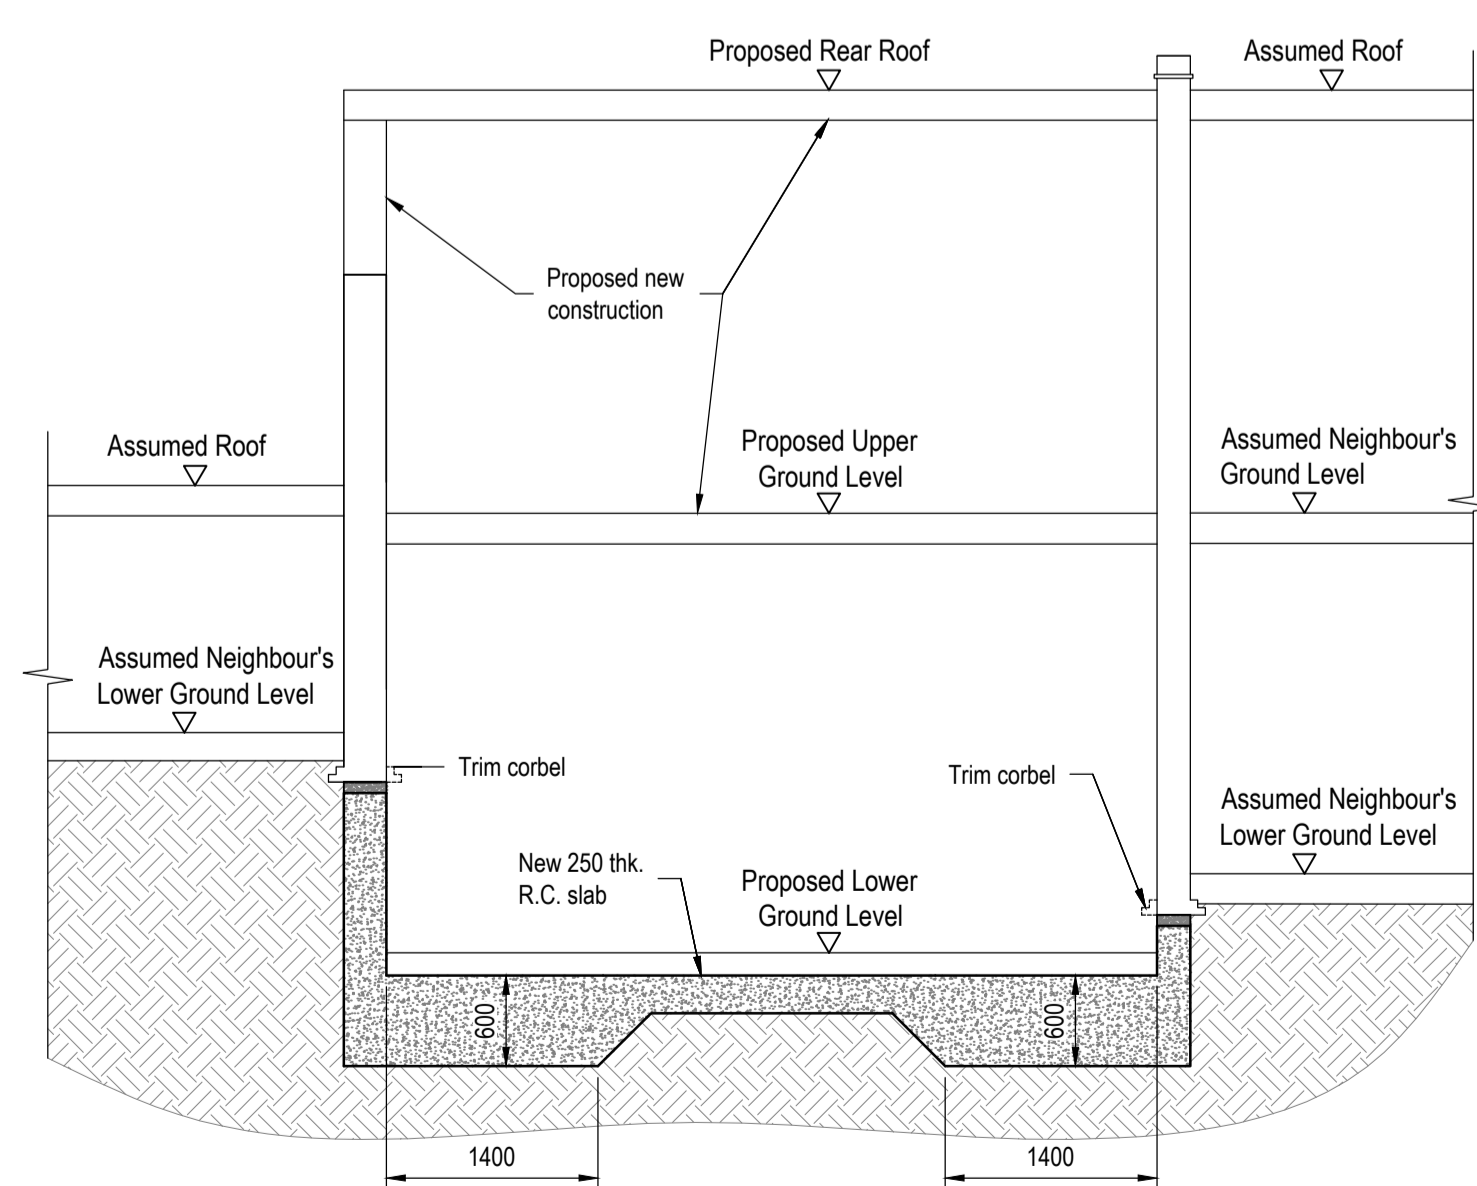 Proposed Rear Roof
Assumed Roof
Proposed new
construction
Assumed Roof
Proposed Upper
Ground Level
Assumed Neighbour's
Ground Level
Assumed Neighbour's
Lower Ground Level
Trim corbel
Trim corbel
Assumed Neighbour's
Lower Ground Level
New 250 thk.
R.C. slab
Proposed Lower
Ground Level
600
600
1400
1400